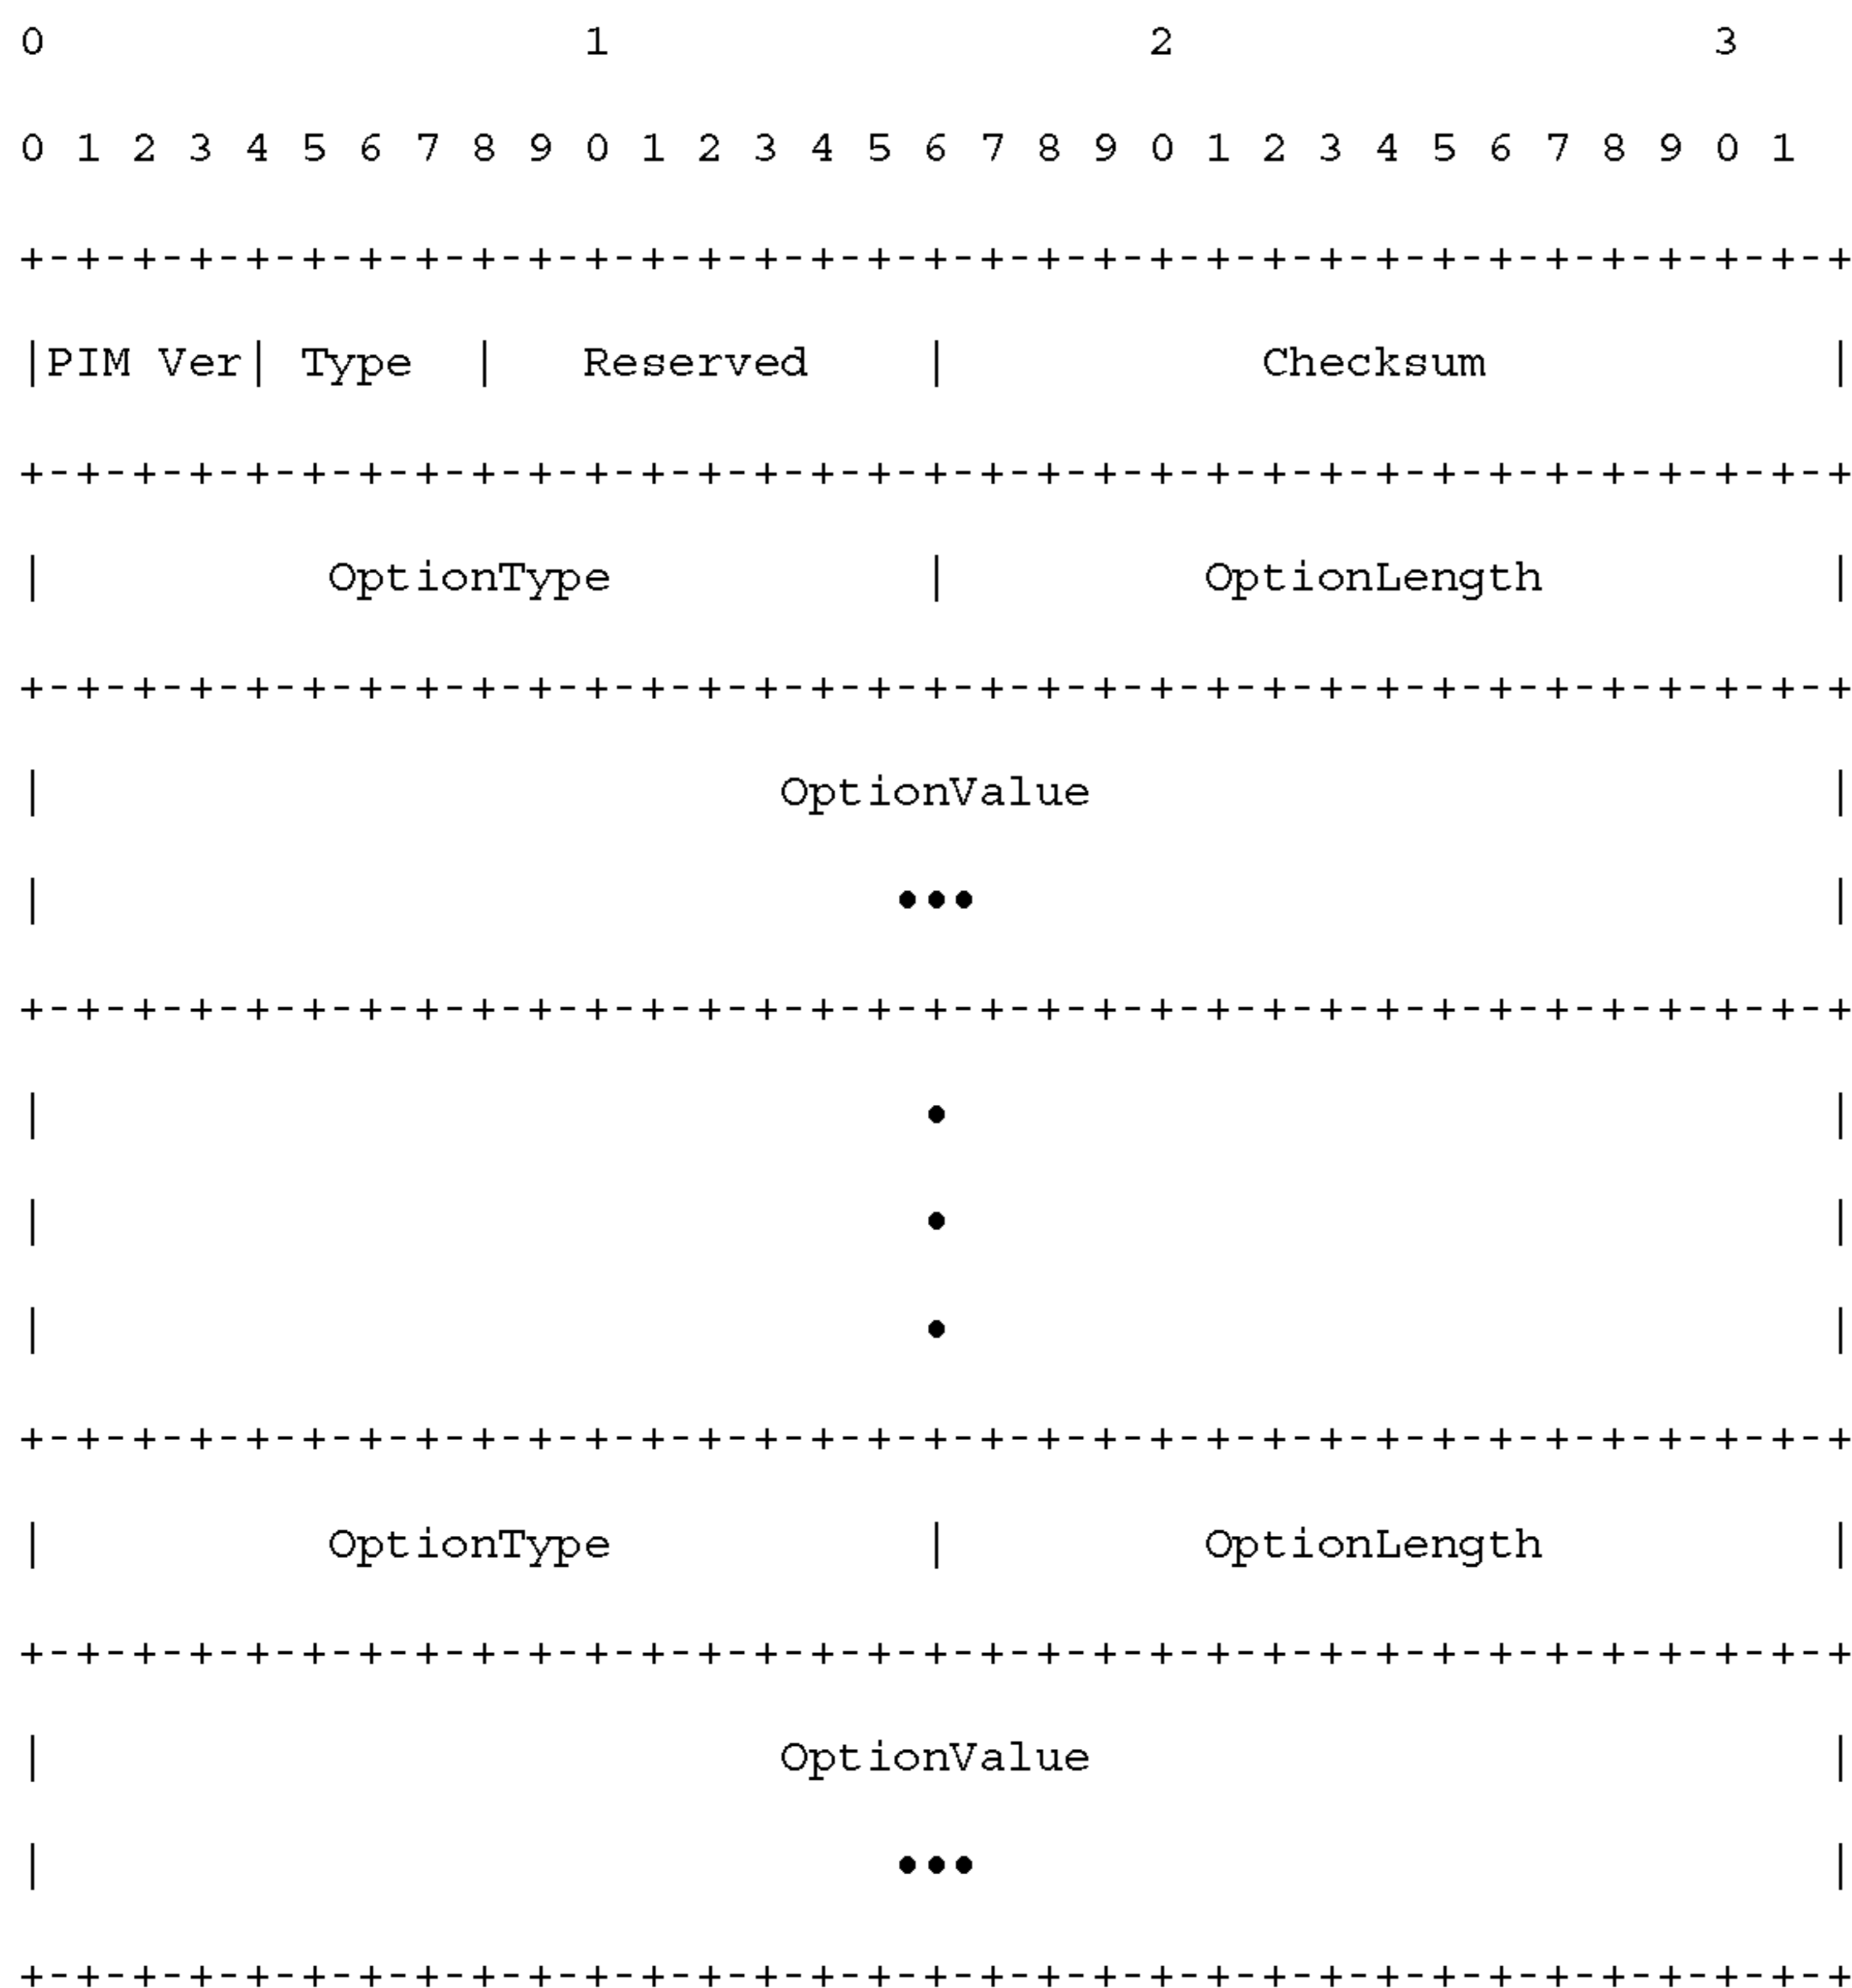 0                   1                   2                   3
0 1 2 3 4 5 6 7 8 9 0 1 2 3 4 5 6 7 8 9 0 1 2 3 4 5 6 7 8 9 0 1
+-+-+-+-+-+-+-+-+-+-+-+-+-+-+-+-+-+-+-+-+-+-+-+-+-+-+-+-+-+-+-+-+
|PIM Ver| Type  |   Reserved    |           Checksum            |
+-+-+-+-+-+-+-+-+-+-+-+-+-+-+-+-+-+-+-+-+-+-+-+-+-+-+-+-+-+-+-+-+
|          OptionType           |         OptionLength          |
+-+-+-+-+-+-+-+-+-+-+-+-+-+-+-+-+-+-+-+-+-+-+-+-+-+-+-+-+-+-+-+-+
|                          OptionValue                          |
|                              •••                              |
+-+-+-+-+-+-+-+-+-+-+-+-+-+-+-+-+-+-+-+-+-+-+-+-+-+-+-+-+-+-+-+-+
|                               •                               |
|                               •                               |
|                               •                               |
+-+-+-+-+-+-+-+-+-+-+-+-+-+-+-+-+-+-+-+-+-+-+-+-+-+-+-+-+-+-+-+-+
|          OptionType           |         OptionLength          |
+-+-+-+-+-+-+-+-+-+-+-+-+-+-+-+-+-+-+-+-+-+-+-+-+-+-+-+-+-+-+-+-+
|                          OptionValue                          |
|                              •••                              |
+-+-+-+-+-+-+-+-+-+-+-+-+-+-+-+-+-+-+-+-+-+-+-+-+-+-+-+-+-+-+-+-+